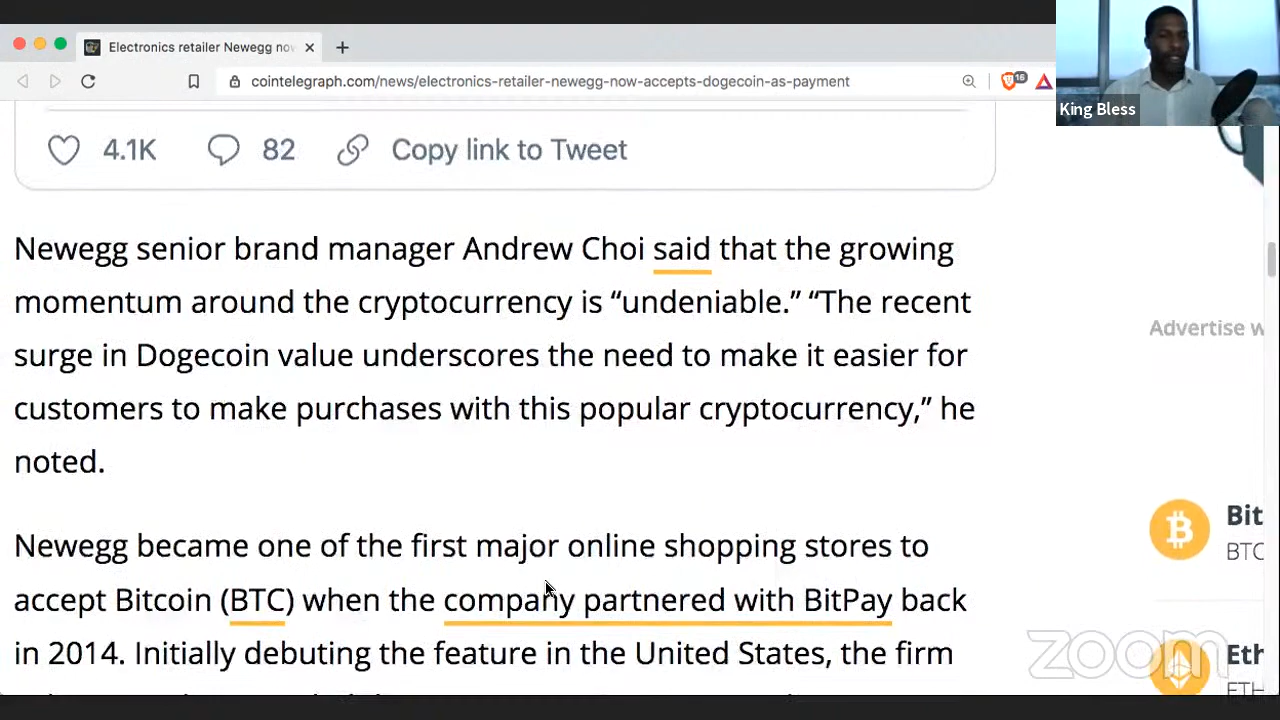 Electronics retailer Newegg no
cointelegraph.com/news/electronics-retailer-newegg-now-accepts-dogecoin-as-payment
16
King Bless
4.1K
82
Copy link to Tweet
Newegg senior brand manager Andrew Choi said that the growing
momentum around the cryptocurrency is “undeniable.” “The recent
surge in Dogecoin value underscores the need to make it easier for
customers to make purchases with this popular cryptocurrency,” he
noted.
Newegg became one of the first major online shopping stores to
accept Bitcoin (BTC) when the company partnered with BitPay back
in 2014. Initially debuting the feature in the United States, the firm
Advertise w
Bit
BTC
Eth
ETH
zoom